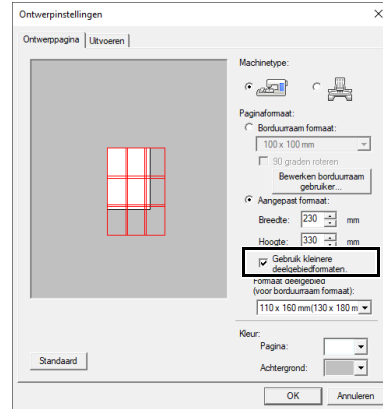 Ontwerpinstellingen
Ontwerppagina
Uitvoeren
Machinetype:
Paginaformaat:
Borduurraam formaat:
100 x 100 mm
90 graden roteren
Bewerken borduurraam
gebruiker...
Aangepast formaat:
Breedte: 230 mm
Hoogte: 330 mm
Gebruik kleinere
deelgebiedformaten.
Formaat deelgebied
(voor borduurraam formaat):
110 x 160 mm(130 x 180 m
Kleur:
Pagina:
Standaard
Achtergrond:
OK
Annuleren